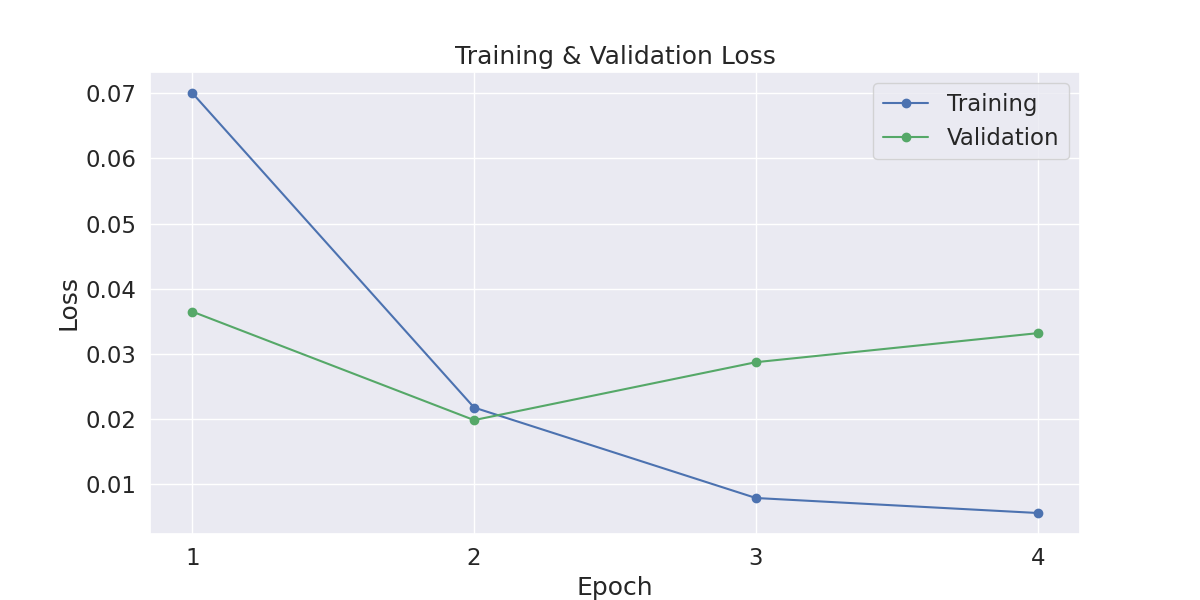 Training & Validation Loss
Training
Validation
Loss
0.07
0.06
0.05
0.04
0.03
0.02
0.01
1 2 3 4
Epoch